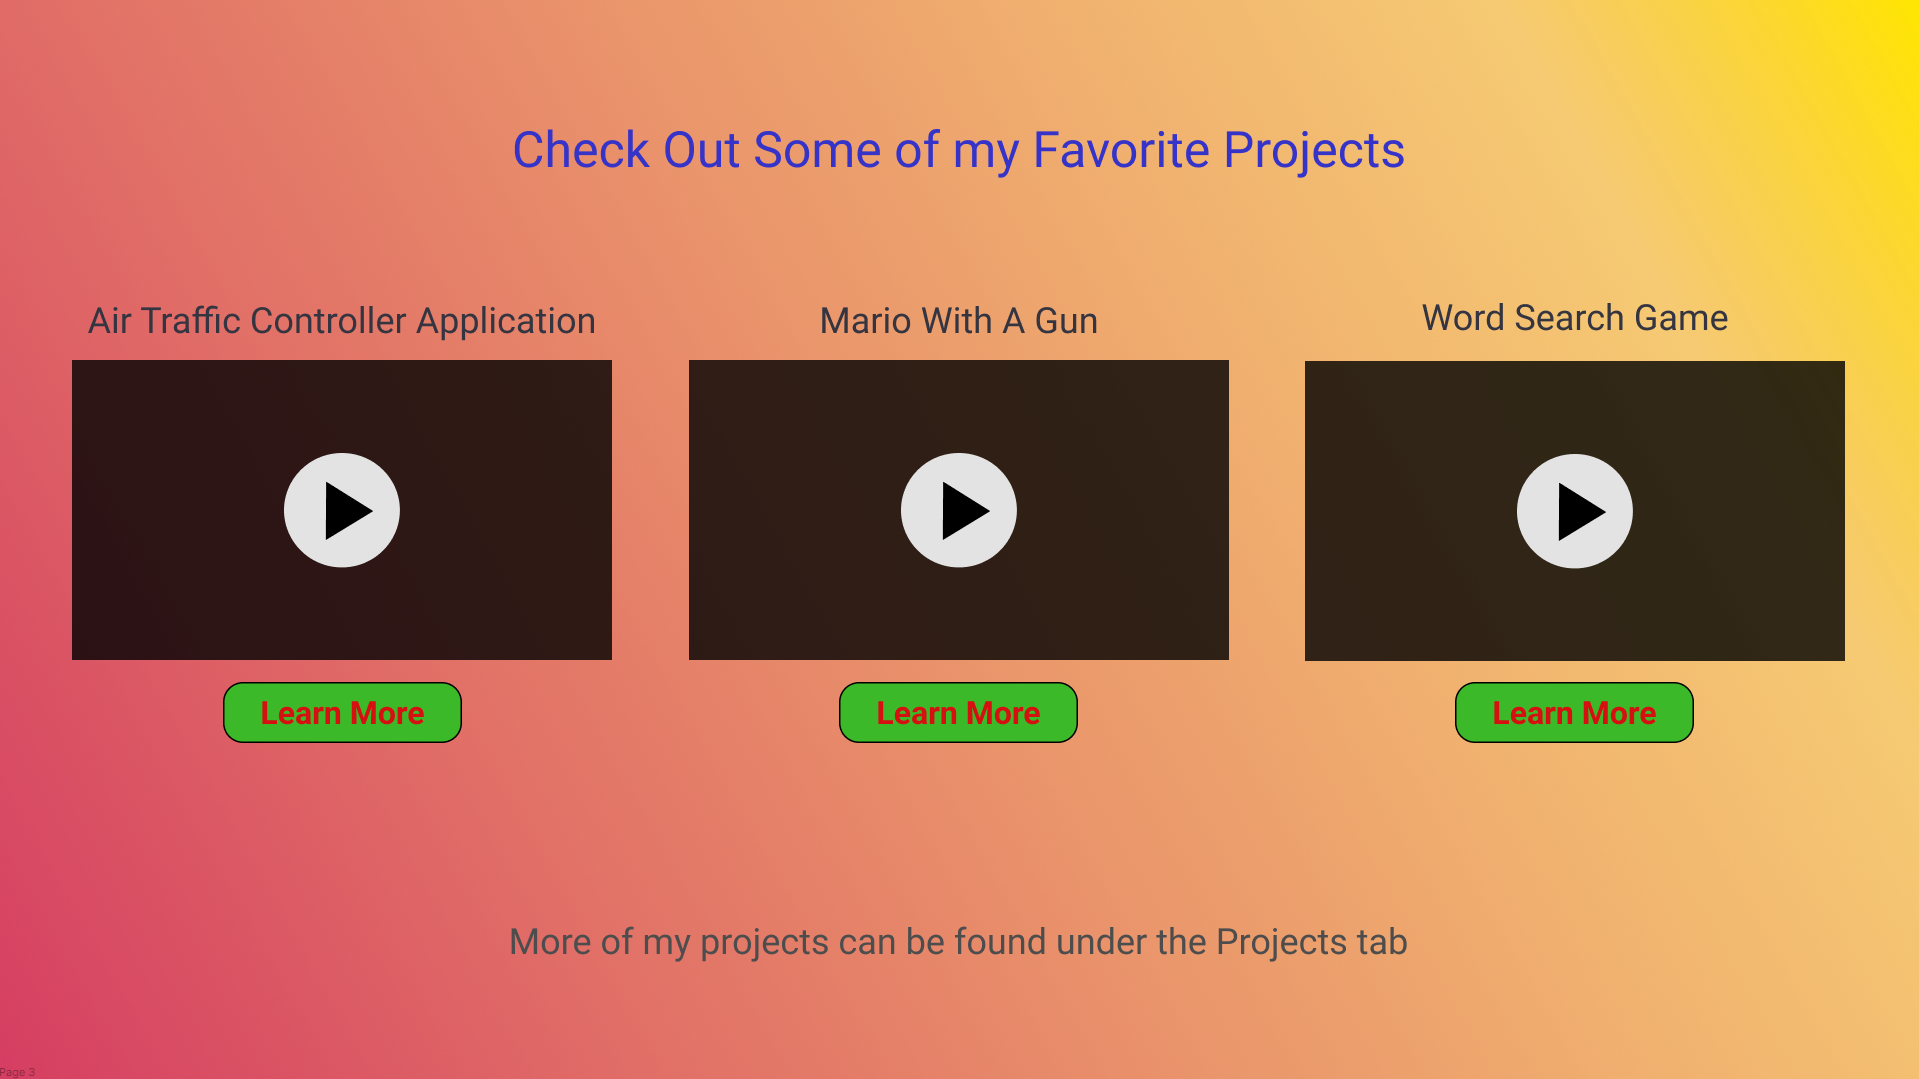 Check Out Some of my Favorite Projects
Air Traffic Controller Application
Mario With A Gun
Word Search Game
Learn More
Learn More
Learn More
More of my projects can be found under the Projects tab
Page 3